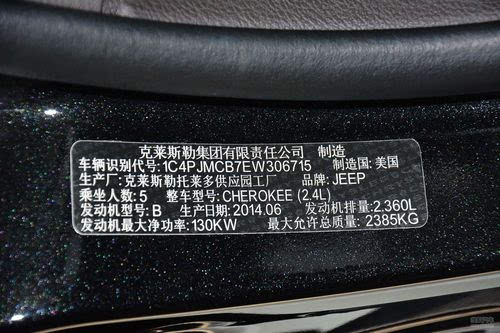 克莱斯勒集团有限责任公司 制造
车辆识别代号: 1C4PJMCB7EW306715 制造国: 美国
生产厂: 克莱斯勒托莱多供应园工厂 品牌: JEEP
乘坐人数: 5 整车型号: CHEROKEE (2.4L)
发动机型号: B 生产日期: 2014.06 发动机排量: 2.360L
发动机最大净功率: 130KW 最大允许总质量: 2385KG